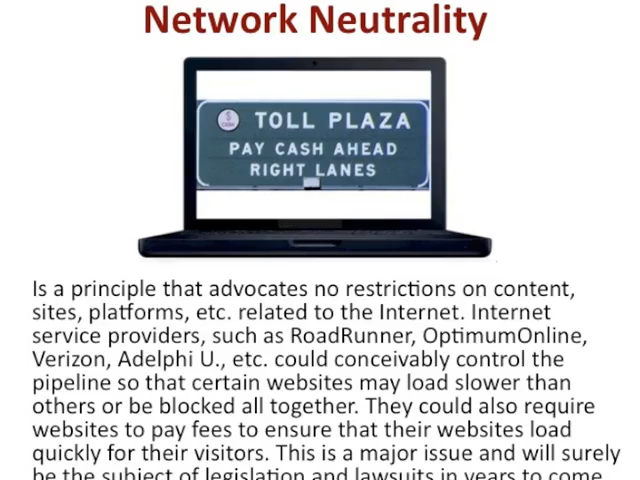 Network Neutrality
$
TOLL PLAZA
PAY CASH AHEAD
RIGHT LANES
Is a principle that advocates no restrictions on content,
sites, platforms, etc. related to the Internet. Internet
service providers, such as RoadRunner, OptimumOnline,
Verizon, Adelphi U., etc. could conceivably control the
pipeline so that certain websites may load slower than
others or be blocked all together. They could also require
websites to pay fees to ensure that their websites load
quickly for their visitors. This is a major issue and will surely
be the subject of legislation and lawsuits in years to come